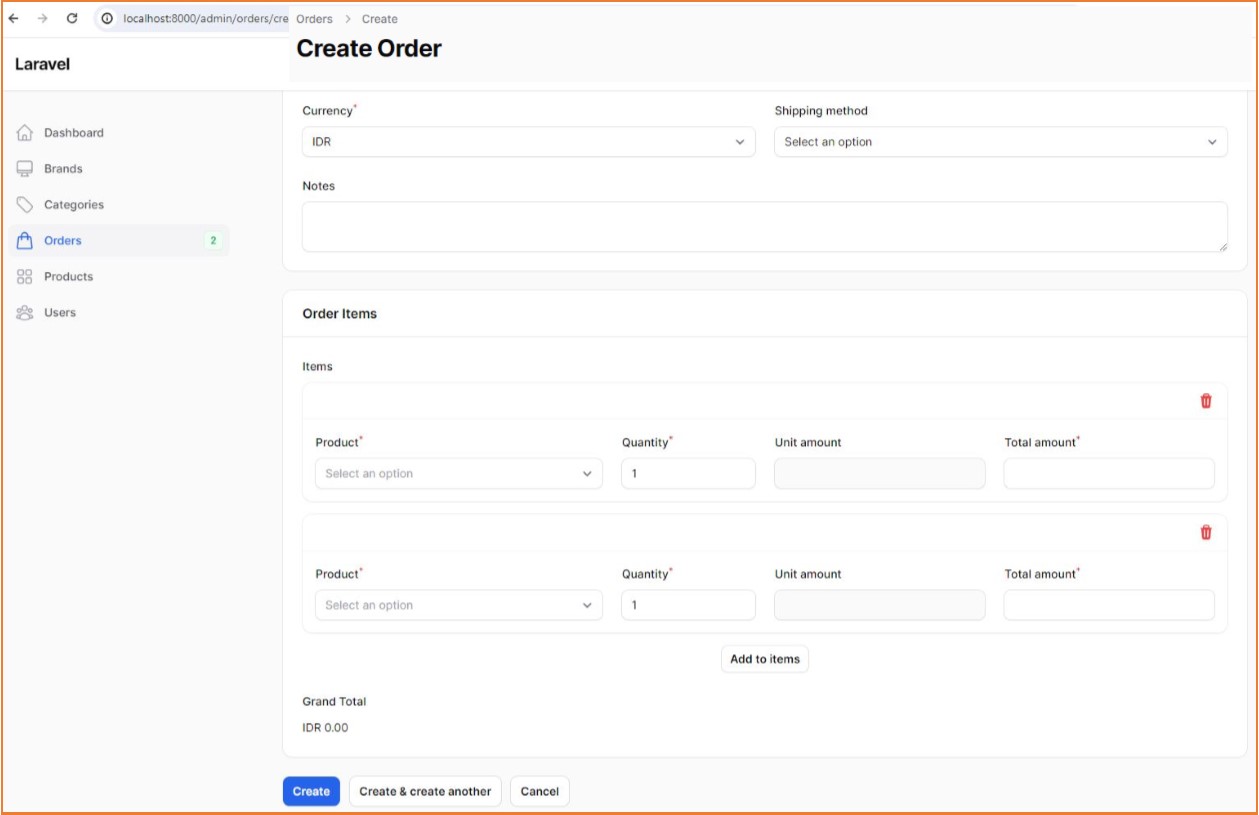 localhost:8000/admin/orders/cre
Orders > Create
Create Order
Laravel
Dashboard
Brands
Categories
Orders 2
Products
Users
Currency* Shipping method
IDR Select an option
Notes
Order Items
Items
Product* Quantity* Unit amount Total amount*
Select an option 1
Product* Quantity* Unit amount Total amount*
Select an option 1
Add to items
Grand Total
IDR 0.00
Create Create & create another Cancel